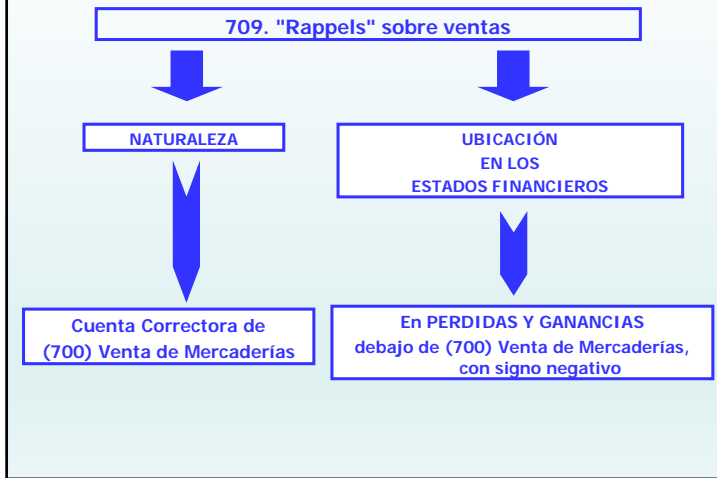 709. "Rappels" sobre ventas
NATURALEZA
UBICACIÓN
EN LOS
ESTADOS FINANCIEROS
Cuenta Correctora de
(700) Venta de Mercaderías
En PERDIDAS Y GANANCIAS
debajo de (700) Venta de Mercaderías,
con signo negativo